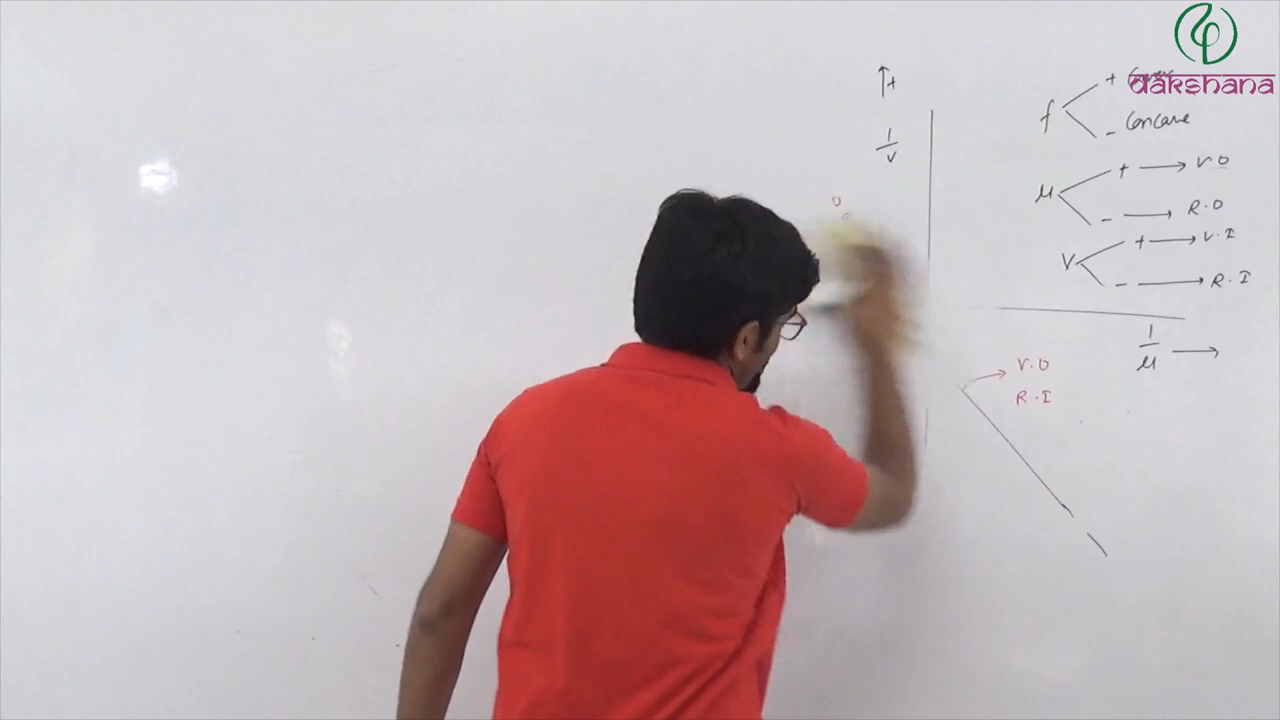 dakshana
↑+
1/v
f + Convex
- Concave
μ + → V.O
- → R.O
V + → V.I
- → R.I
1/μ →
V.O
R.I